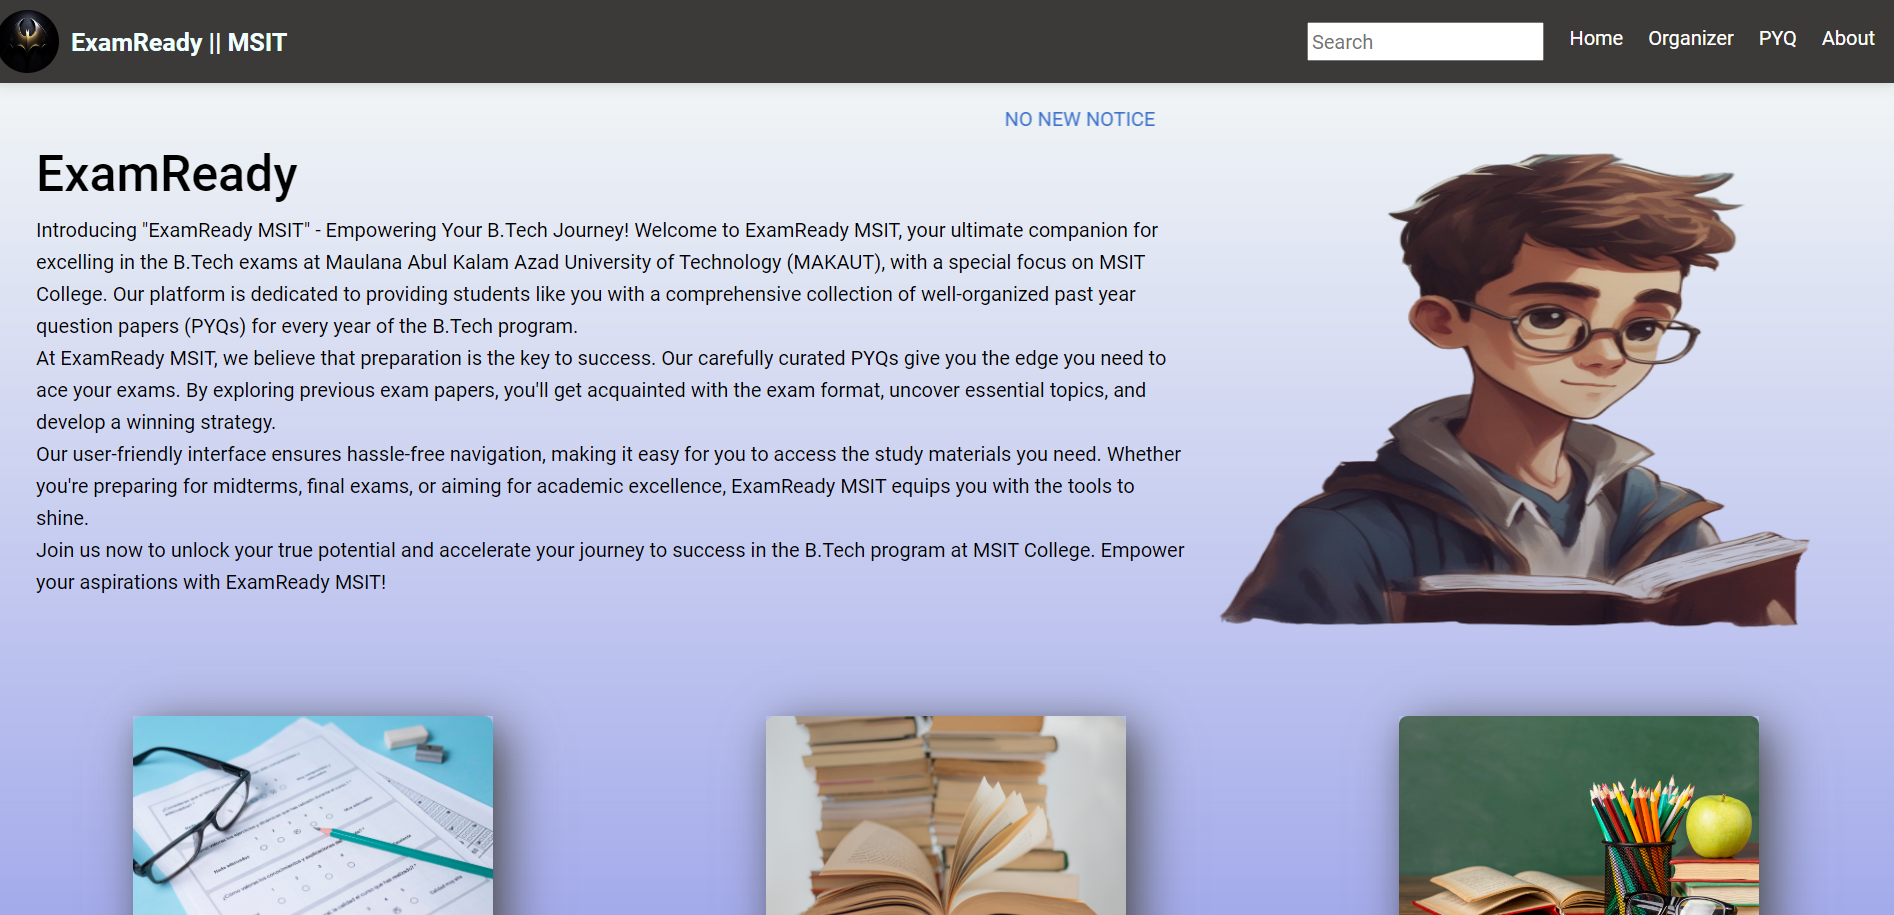 ExamReady || MSIT
Search
Home
Organizer
PYQ
About
NO NEW NOTICE
ExamReady
Introducing "ExamReady MSIT" - Empowering Your B.Tech Journey! Welcome to ExamReady MSIT, your ultimate companion for
excelling in the B.Tech exams at Maulana Abul Kalam Azad University of Technology (MAKAUT), with a special focus on MSIT
College. Our platform is dedicated to providing students like you with a comprehensive collection of well-organized past year
question papers (PYQs) for every year of the B.Tech program.
At ExamReady MSIT, we believe that preparation is the key to success. Our carefully curated PYQs give you the edge you need to
ace your exams. By exploring previous exam papers, you'll get acquainted with the exam format, uncover essential topics, and
develop a winning strategy.
Our user-friendly interface ensures hassle-free navigation, making it easy for you to access the study materials you need. Whether
you're preparing for midterms, final exams, or aiming for academic excellence, ExamReady MSIT equips you with the tools to
shine.
Join us now to unlock your true potential and accelerate your journey to success in the B.Tech program at MSIT College. Empower
your aspirations with ExamReady MSIT!